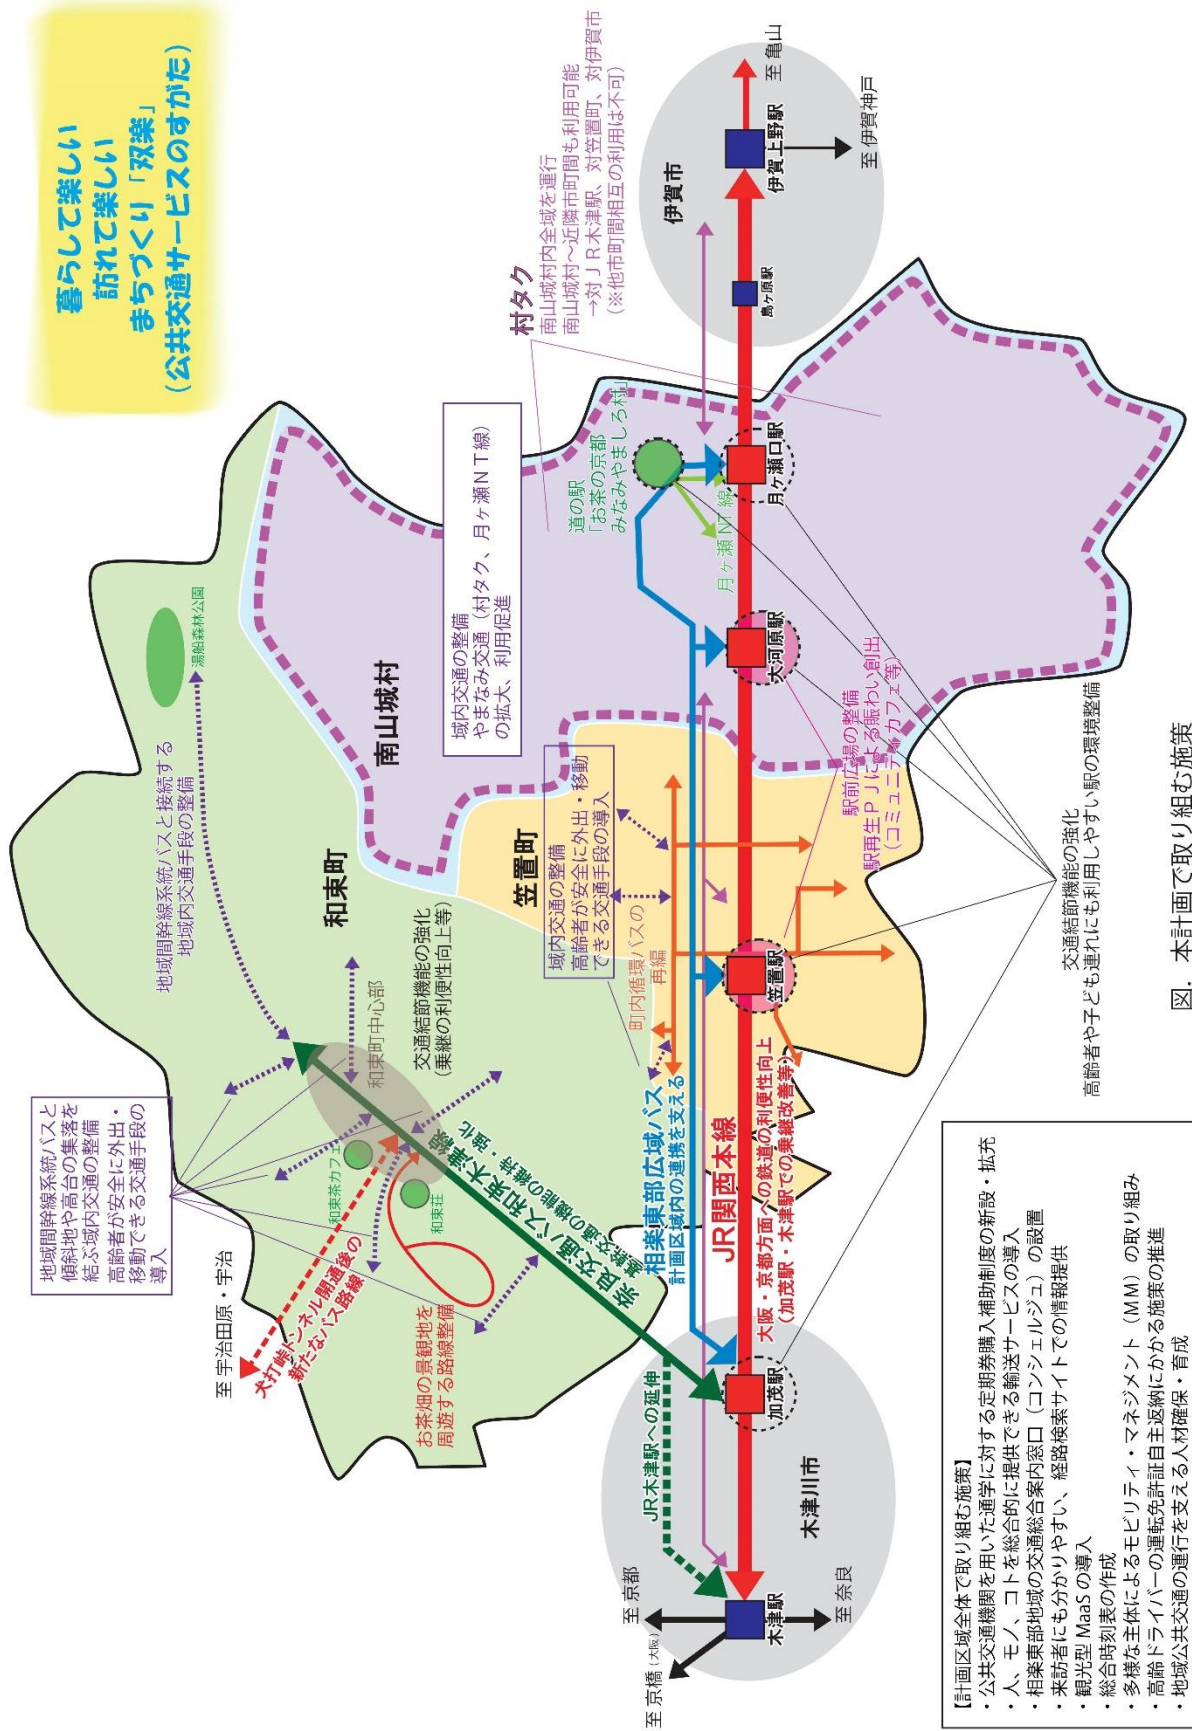 暮らして楽しい
訪れて楽しい
まちづくり「双楽」
(公共交通サービスのすがた)
村タク
南山城村内全域を運行
南山城村~近隣市町間も利用可能
→対JR木津駅、対笠置町、対伊賀市
(※他市町間相互の利用は不可)
伊賀市
島ヶ原駅
伊賀上野駅
至 亀山
至 伊賀神戸
湯船森林公園
地域間幹線系統バスと接続する
地域内交通手段の整備
南山城村
域内交通の整備
やまなみ交通(村タク、月ヶ瀬NT線)
の拡大、利用促進
道の駅
「お茶の京都
みなみやましろ村」
月ヶ瀬NT線
月ヶ瀬口駅
大河原駅
和束町
笠置町
域内交通の整備
高齢者が安全に外出・移動
できる交通手段の導入
町内循環バスの
再編
笠置駅
駅前広場の整備
駅再生PJによる賑わい創出
(コミュニティカフェ等)
地域間幹線系統バスと
傾斜地や高台の集落を
結ぶ域内交通の整備
高齢者が安全に外出・
移動できる交通手段の
導入
和束町中心部
交通結節機能の強化
(乗継の利便性向上等)
和束茶カフェ
和束荘
至 宇治田原・宇治
犬打峠トンネル開通後の
新たなバス路線
お茶畑の景観地を
周遊する路線整備
奈良交通バス和束木津線
基幹交通の機能の維持・強化
相楽東部広域バス
計画区域内の連携を支える
JR関西本線
大阪・京都方面への鉄道の利便性向上
(加茂駅・木津駅での乗継改善等)
JR木津駅への延伸
加茂駅
木津川市
木津駅
至 京都
至 京橋(大阪)
至 奈良
交通結節機能の強化
高齢者や子ども連れにも利用しやすい駅の環境整備
【計画区域全体で取り組む施策】
・公共交通機関を用いた通学に対する定期券購入補助制度の新設・拡充
・人、モノ、コトを総合的に提供できる輸送サービスの導入
・相楽東部地域の交通総合案内窓口(コンシェルジュ)の設置
・来訪者にも分かりやすい、経路検索サイトでの情報提供
・観光型 MaaS の導入
・総合時刻表の作成
・多様な主体によるモビリティ・マネジメント(MM)の取り組み
・高齢ドライバーの運転免許証自主返納にかかる施策の推進
・地域公共交通の運行を支える人材確保・育成
図. 本計画で取り組む施策